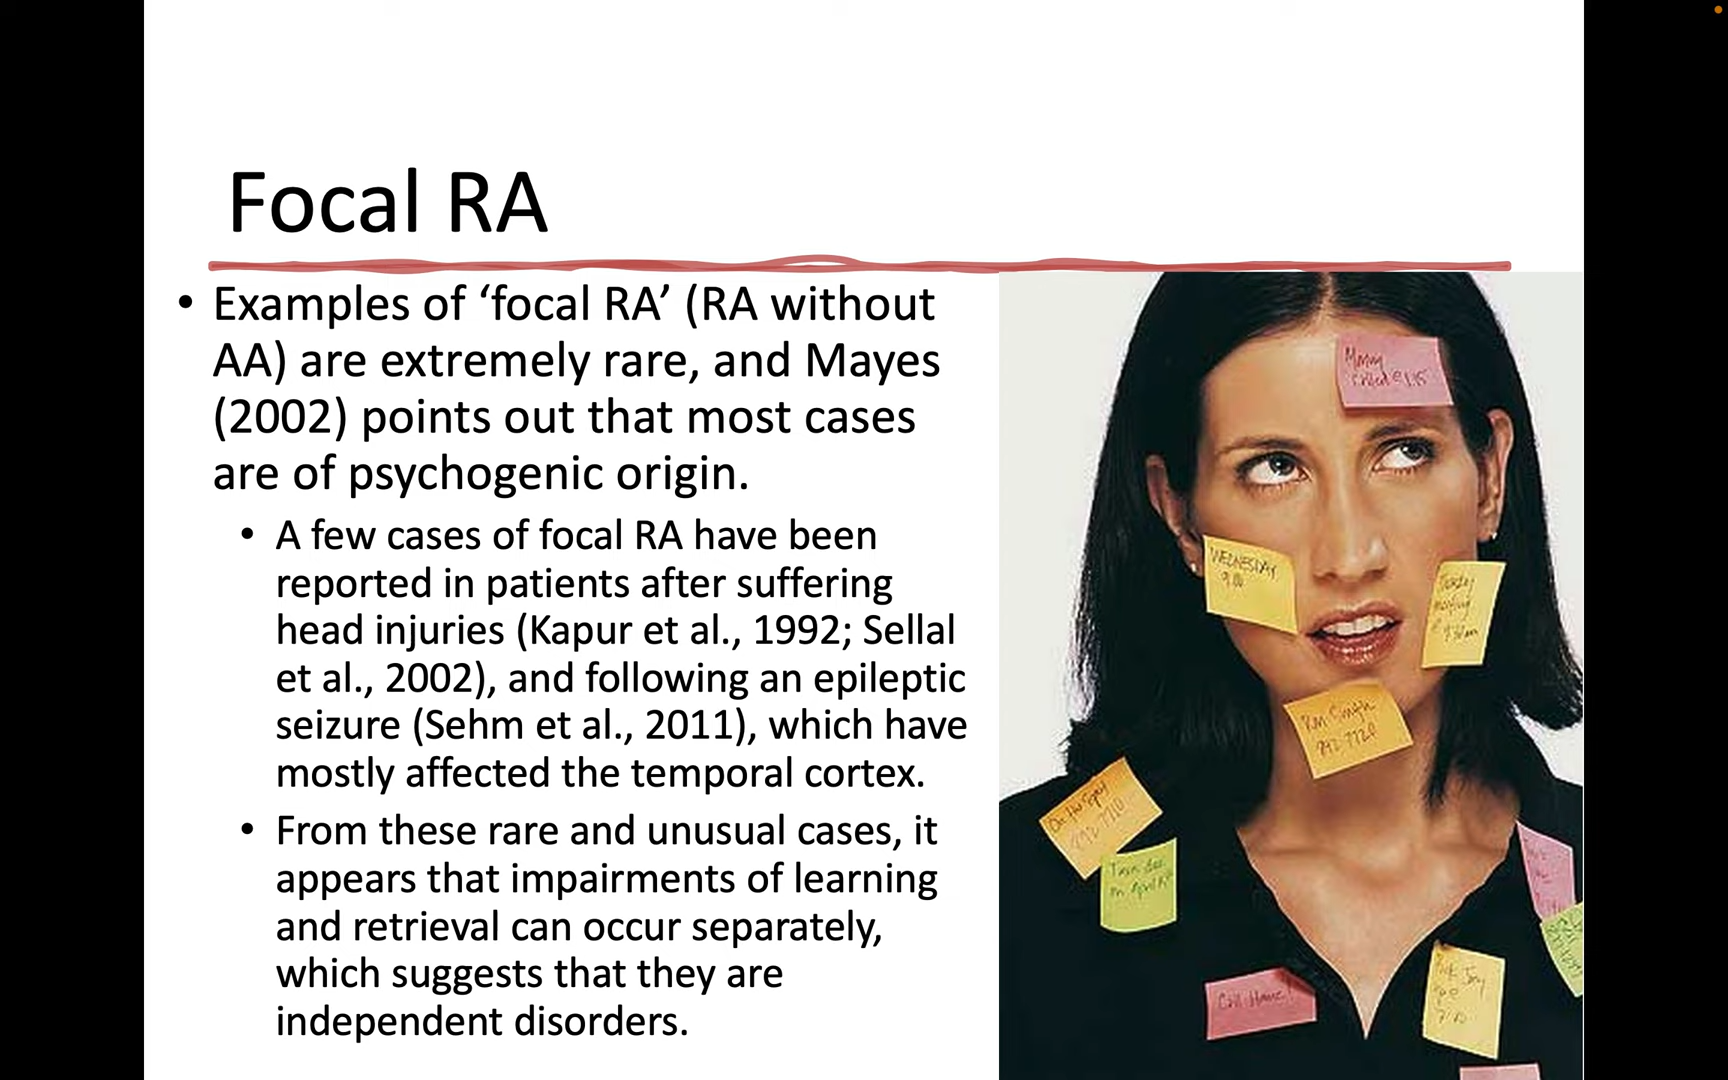 Focal RA
• Examples of ‘focal RA’ (RA without
AA) are extremely rare, and Mayes
(2002) points out that most cases
are of psychogenic origin.
• A few cases of focal RA have been
reported in patients after suffering
head injuries (Kapur et al., 1992; Sellal
et al., 2002), and following an epileptic
seizure (Sehm et al., 2011), which have
mostly affected the temporal cortex.
• From these rare and unusual cases, it
appears that impairments of learning
and retrieval can occur separately,
which suggests that they are
independent disorders.
WEDNESDAY